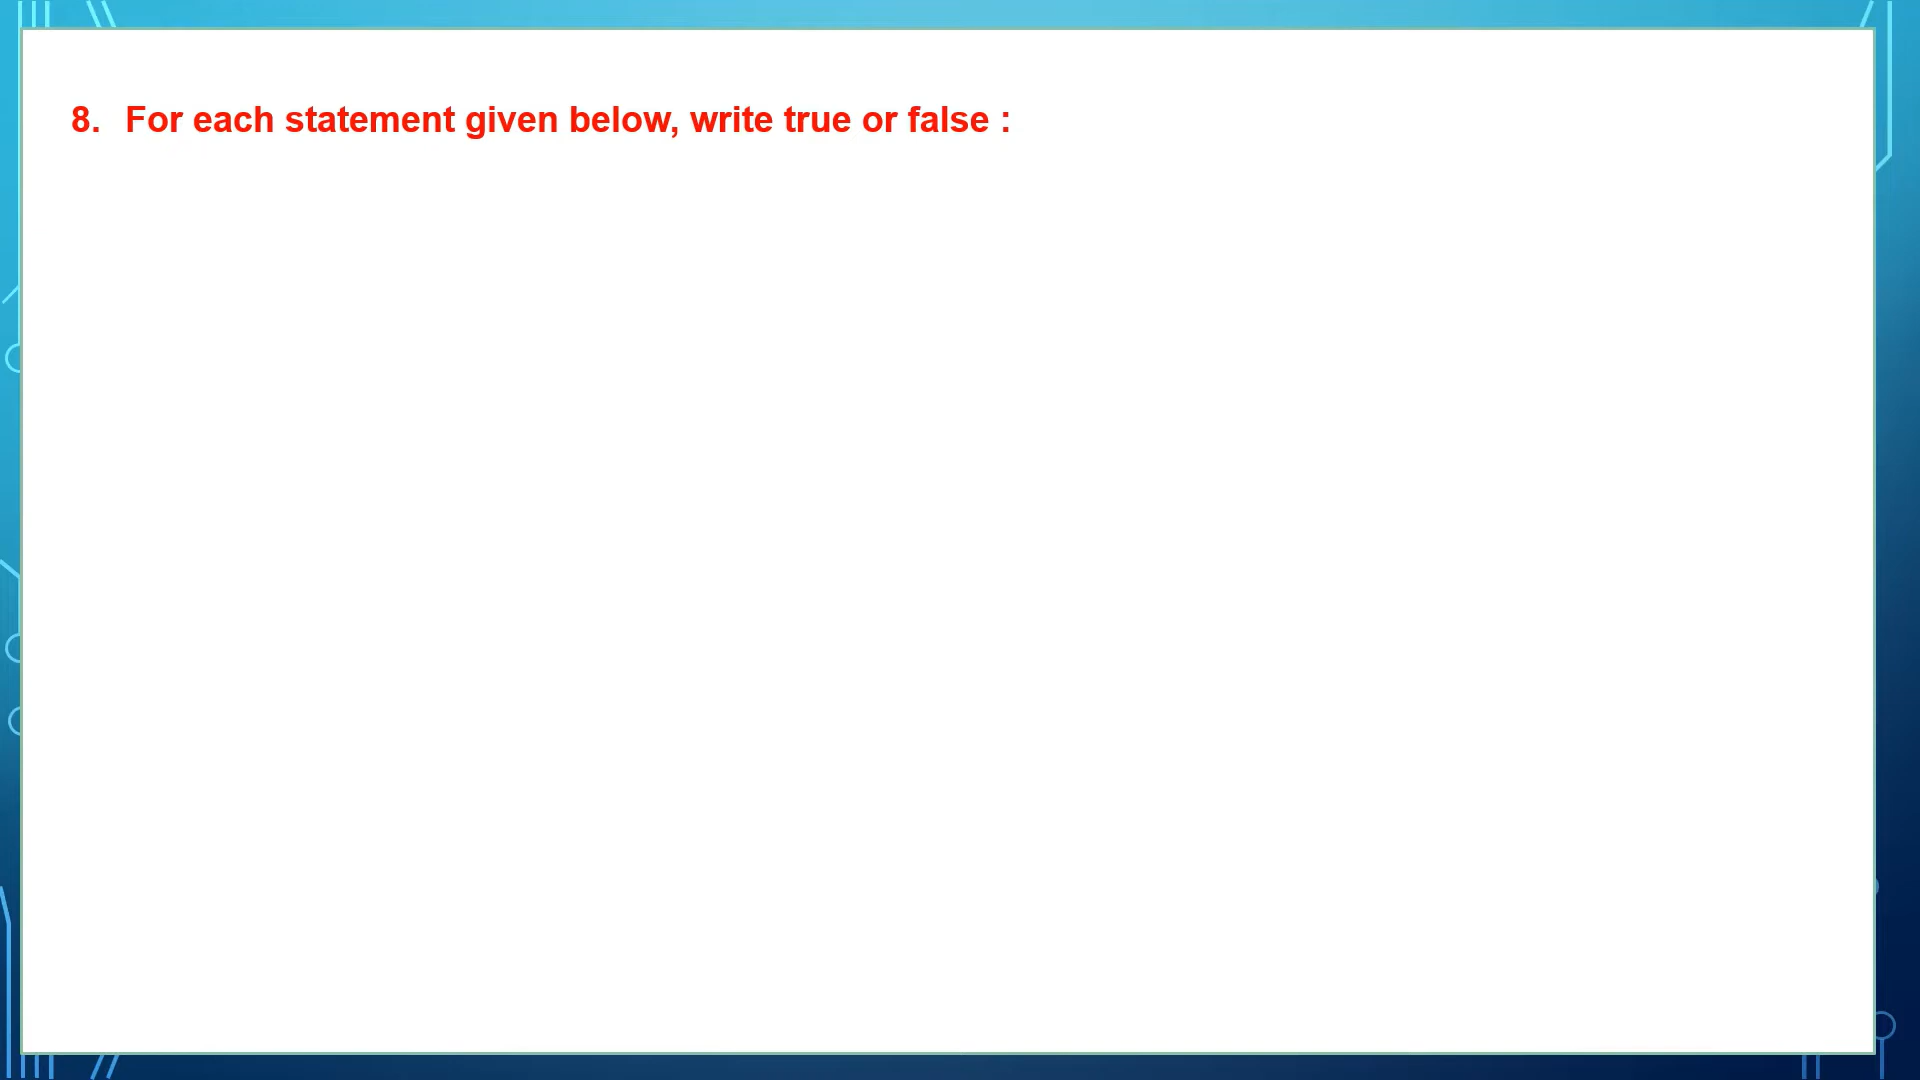 8. For each statement given below, write true or false :